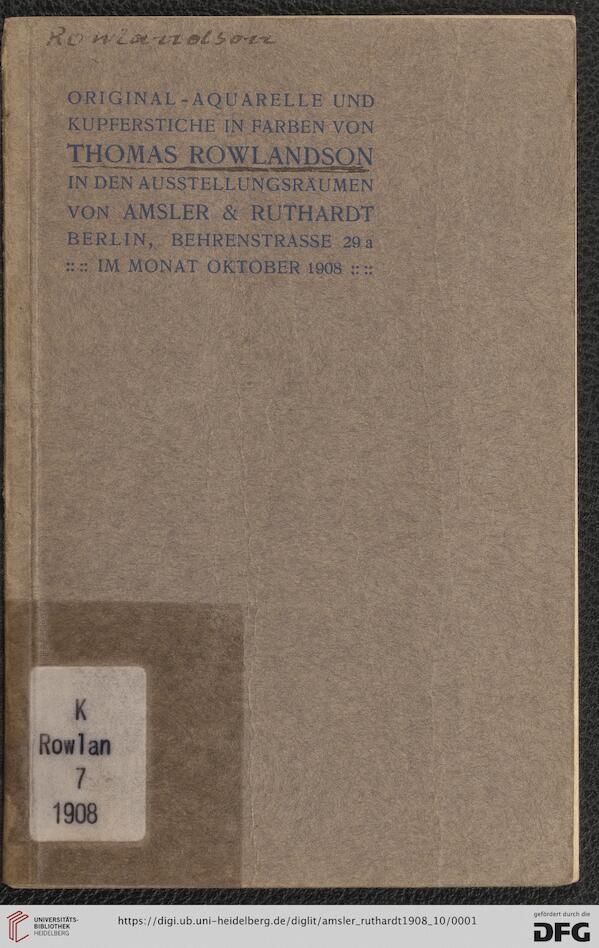 Rowlandson
ORIGINAL-AQUARELLE UND
KUPFERSTICHE IN FARBEN VON
THOMAS ROWLANDSON
IN DEN AUSSTELLUNGSRÄUMEN
VON AMSLER & RUTHARDT
BERLIN, BEHRENSTRASSE 29a
:: :: IM MONAT OKTOBER 1908 :: ::
K
Rowlan
7
1908
UNIVERSITÄTS-
BIBLIOTHEK
HEIDELBERG
https://digi.ub.uni-heidelberg.de/diglit/amsler_ruthardt1908_10/0001
gefördert durch die
DFG